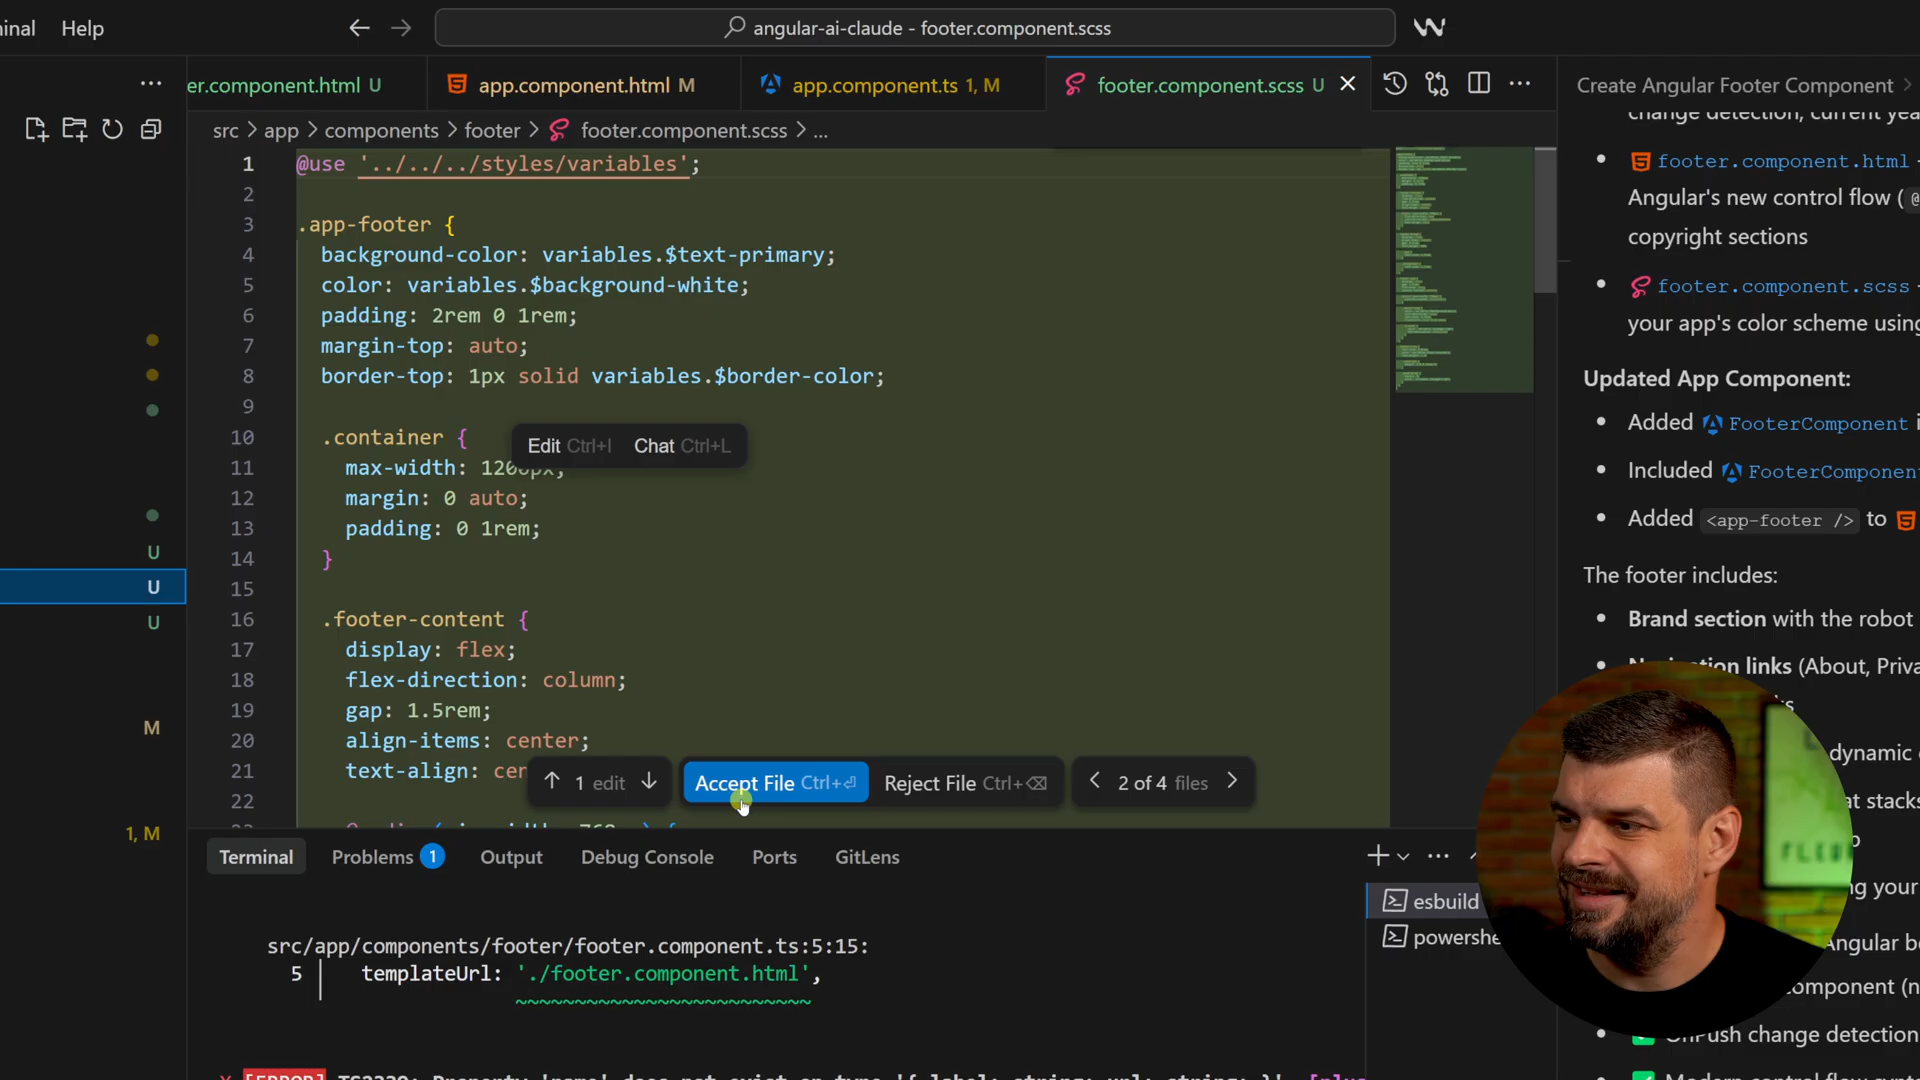 Help
angular-ai-claude - footer.component.scss
er.component.html U
app.component.html M
app.component.ts 1, M
footer.component.scss U
src > app > components > footer > footer.component.scss > ...
1 @use '../../../styles/variables';
2
3 .app-footer {
4 background-color: variables.$text-primary;
5 color: variables.$background-white;
6 padding: 2rem 0 1rem;
7 margin-top: auto;
8 border-top: 1px solid variables.$border-color;
9
10 .container {
Edit Ctrl+I Chat Ctrl+L
11 max-width: 1200px;
12 margin: 0 auto;
13 padding: 0 1rem;
14 }
15
16 .footer-content {
17 display: flex;
18 flex-direction: column;
19 gap: 1.5rem;
20 align-items: center;
21 text-align: cen
22
1 edit
Accept File Ctrl+⏎
Reject File Ctrl+⌫
2 of 4 files
U
U
U
M
1, M
Terminal
Problems 1
Output
Debug Console
Ports
GitLens
src/app/components/footer/footer.component.ts:5:15:
5 │ templateUrl: './footer.component.html',
~~~~~~~~~~~~~~~~~~~~~~~~
esbuild
powershe
Create Angular Footer Component >
change detection, current yea
footer.component.html -
Angular's new control flow (@
copyright sections
footer.component.scss -
your app's color scheme using
Updated App Component:
Added FooterComponent i
Included FooterComponent
Added <app-footer /> to
The footer includes:
Brand section with the robot
links (About, Priva
dynamic
at stacks
ng your
Angular be
component (n
OnPush change detection